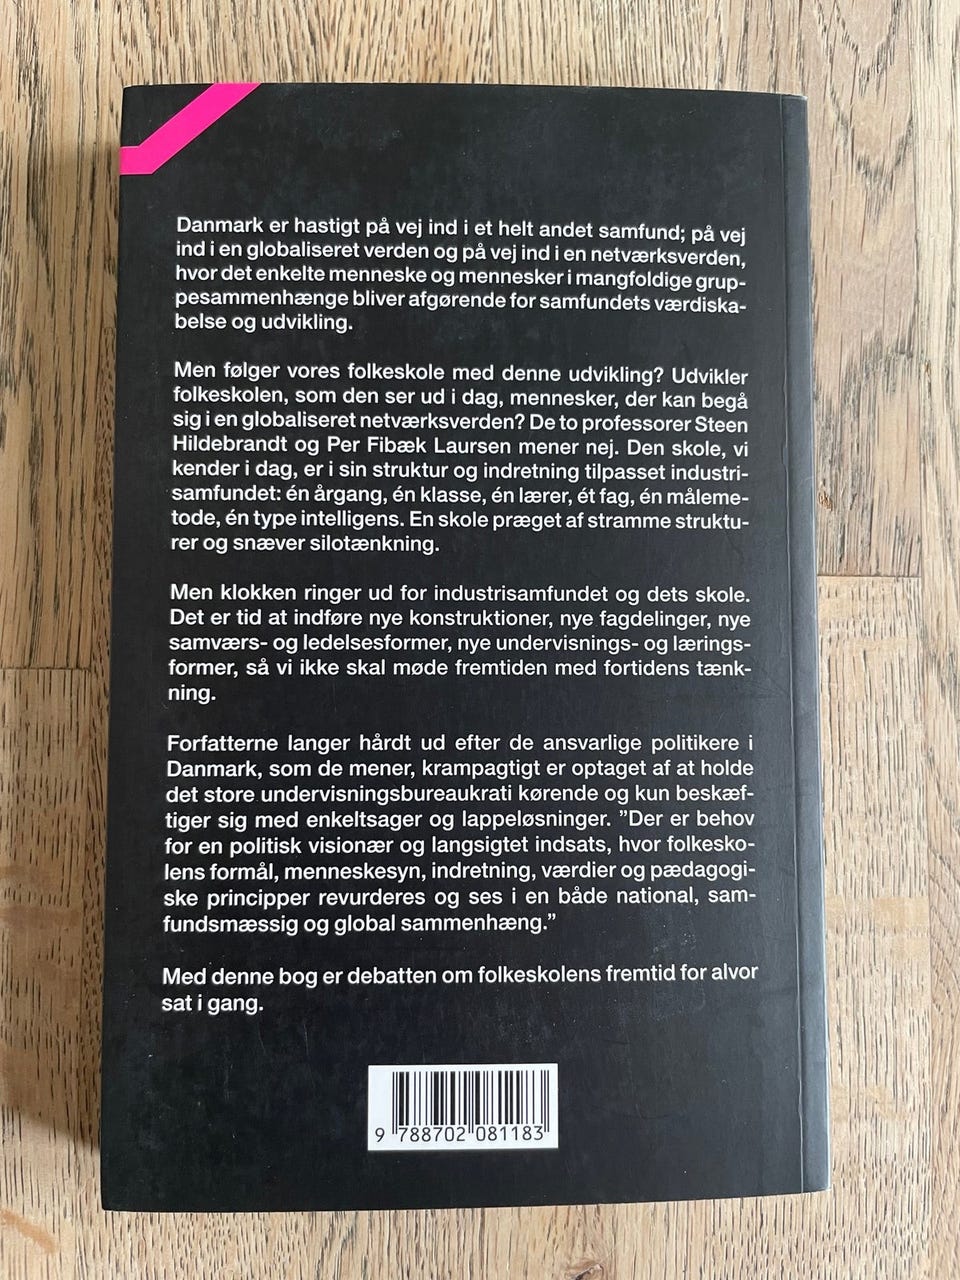 Danmark er hastigt på vej ind i et helt andet samfund; på vej
ind i en globaliseret verden og på vej ind i en netværksverden,
hvor det enkelte menneske og mennesker i mangfoldige grup-
pesammenhænge bliver afgørende for samfundets værdiska-
belse og udvikling.
Men følger vores folkeskole med denne udvikling? Udvikler
folkeskolen, som den ser ud i dag, mennesker, der kan begå
sig i en globaliseret netværksverden? De to professorer Steen
Hildebrandt og Per Fibæk Laursen mener nej. Den skole, vi
kender i dag, er i sin struktur og indretning tilpasset industri-
samfundet: én årgang, én klasse, én lærer, ét fag, én måleme-
tode, én type intelligens. En skole præget af stramme struktu-
rer og snæver silotænkning.
Men klokken ringer ud for industrisamfundet og dets skole.
Det er tid at indføre nye konstruktioner, nye fagdelinger, nye
samværs- og ledelsesformer, nye undervisnings- og lærings-
former, så vi ikke skal møde fremtiden med fortidens tænk-
ning.
Forfatterne langer hårdt ud efter de ansvarlige politikere i
Danmark, som de mener, krampagtigt er optaget af at holde
det store undervisningsbureaukrati kørende og kun beskæf-
tiger sig med enkeltsager og lappeløsninger. ”Der er behov
for en politisk visionær og langsigtet indsats, hvor folkesko-
lens formål, menneskesyn, indretning, værdier og pædagogi-
ske principper revurderes og ses i en både national, sam-
fundsmæssig og global sammenhæng.”
Med denne bog er debatten om folkeskolens fremtid for alvor
sat i gang.
9 788702 081183